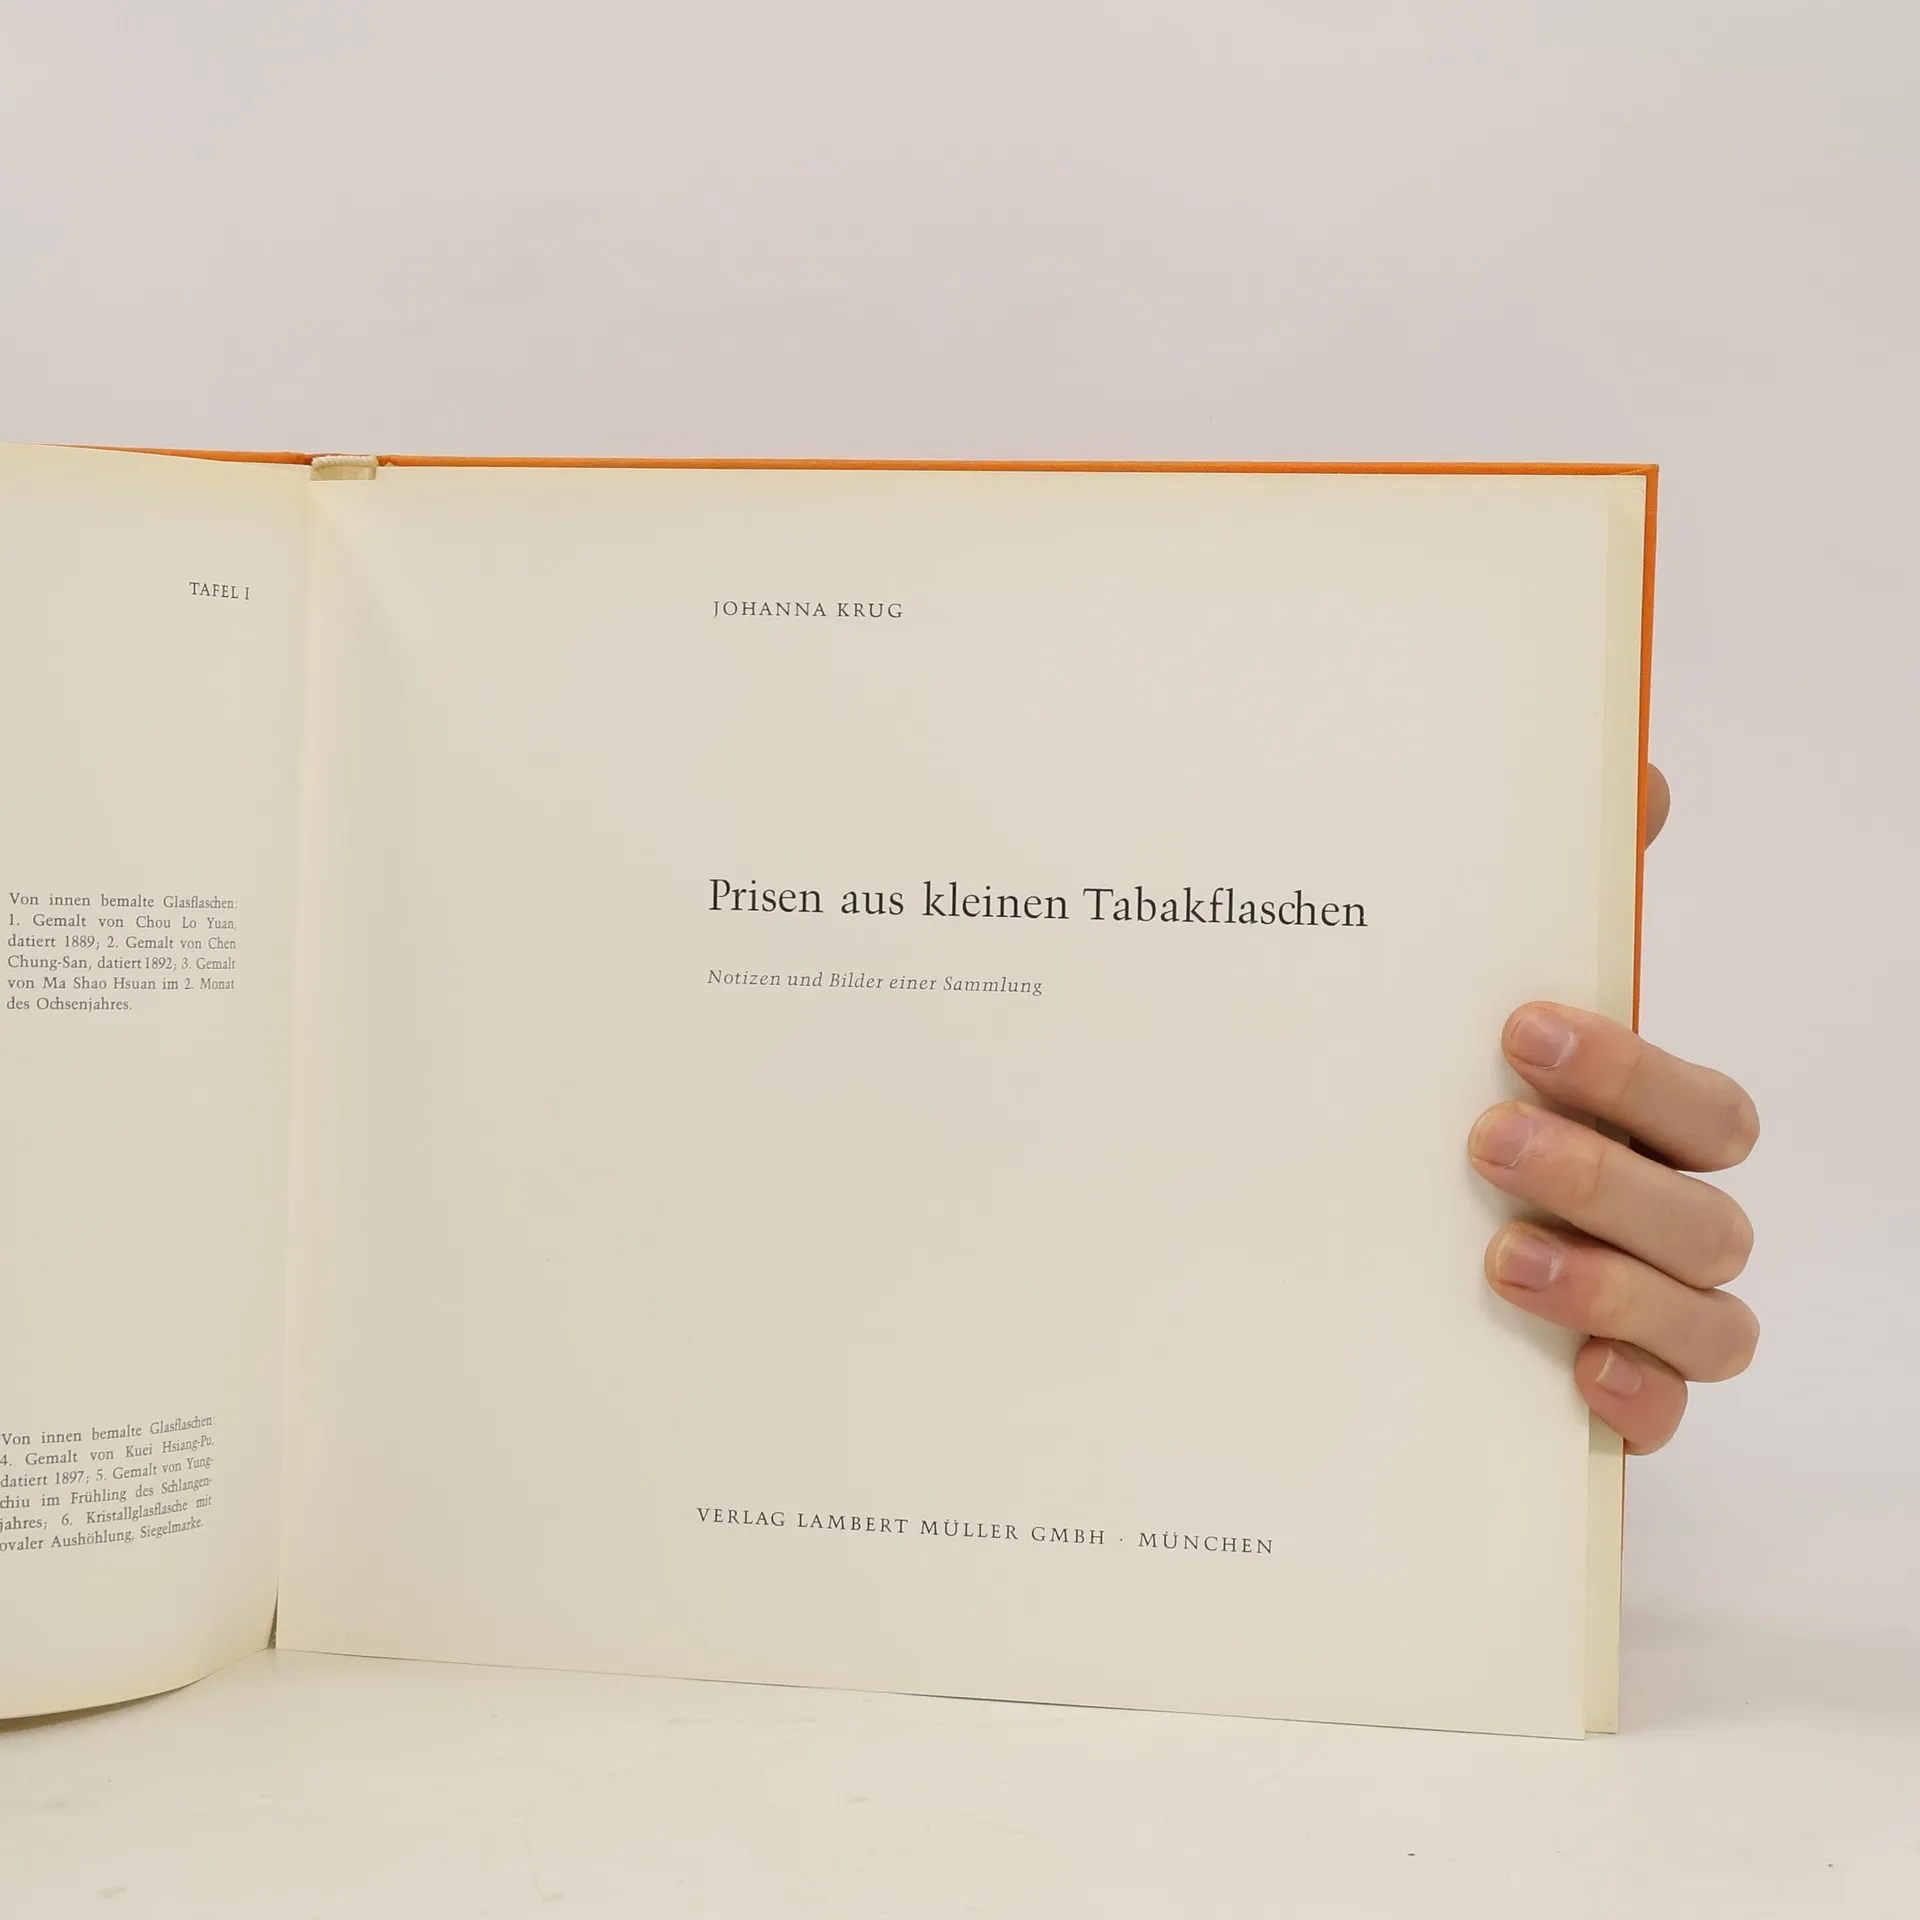 TAFEL I
Von innen bemalte Glasflaschen:
1. Gemalt von Chou Lo Yuan,
datiert 1889; 2. Gemalt von Chen
Chung-San, datiert 1892; 3. Gemalt
von Ma Shao Hsuan im 2. Monat
des Ochsenjahres.
Von innen bemalte Glasflaschen:
4. Gemalt von Kuei Hsiang-Pu,
datiert 1897; 5. Gemalt von Yung-
chiu im Frühling des Schlangen-
jahres; 6. Kristallglasflasche mit
ovaler Aushöhlung, Siegelmarke.
JOHANNA KRUG
Prisen aus kleinen Tabakflaschen
Notizen und Bilder einer Sammlung
VERLAG LAMBERT MÜLLER GMBH · MÜNCHEN